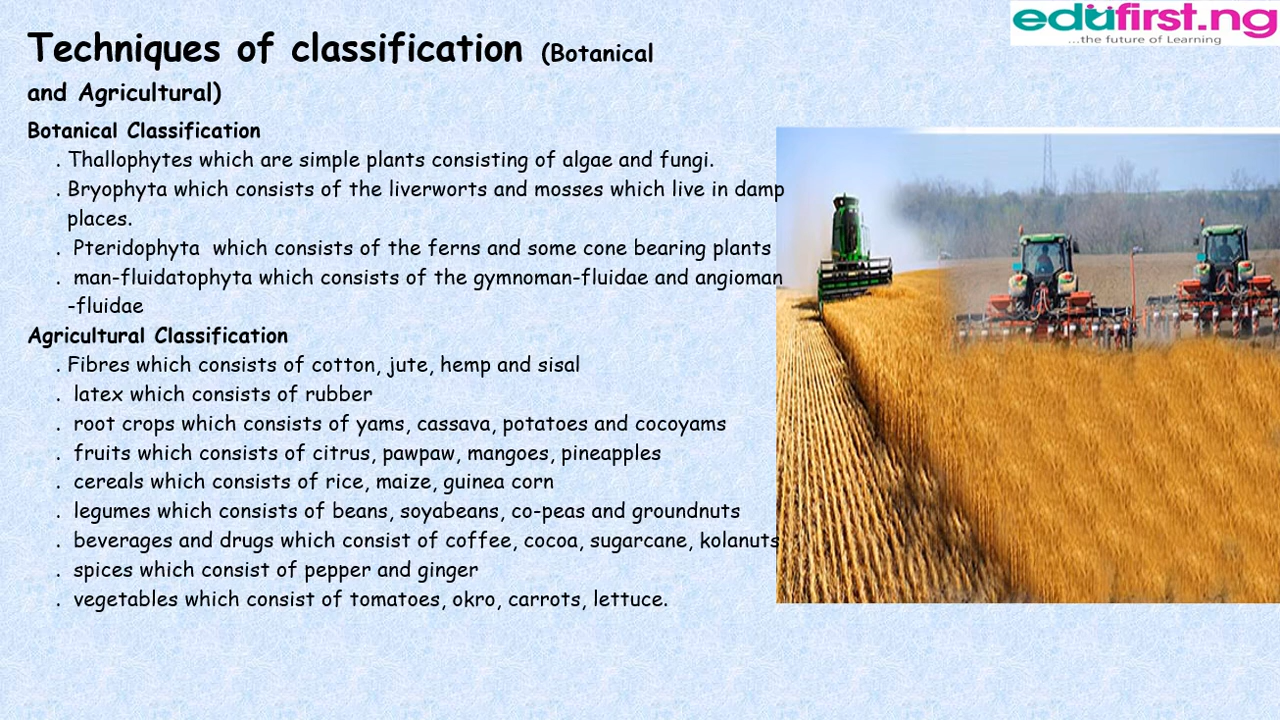 edufirst.ng
...the future of Learning
Techniques of classification (Botanical
and Agricultural)
Botanical Classification
. Thallophytes which are simple plants consisting of algae and fungi.
. Bryophyta which consists of the liverworts and mosses which live in damp
places.
. Pteridophyta which consists of the ferns and some cone bearing plants
. man-fluidatophyta which consists of the gymnoman-fluidae and angioman
-fluidae
Agricultural Classification
. Fibres which consists of cotton, jute, hemp and sisal
. latex which consists of rubber
. root crops which consists of yams, cassava, potatoes and cocoyams
. fruits which consists of citrus, pawpaw, mangoes, pineapples
. cereals which consists of rice, maize, guinea corn
. legumes which consists of beans, soyabeans, co-peas and groundnuts
. beverages and drugs which consist of coffee, cocoa, sugarcane, kolanuts
. spices which consist of pepper and ginger
. vegetables which consist of tomatoes, okro, carrots, lettuce.